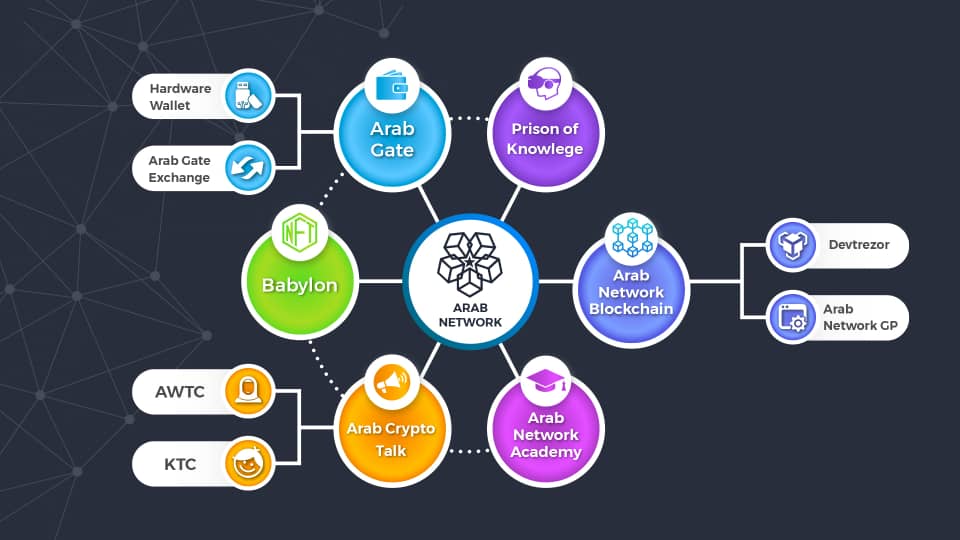 Hardware
Wallet
Arab Gate
Exchange
Arab
Gate
Prison of
Knowlege
NFT
Babylon
ARAB
NETWORK
Arab
Network
Blockchain
Devtrezor
Arab
Network GP
AWTC
KTC
Arab Crypto
Talk
Arab
Network
Academy